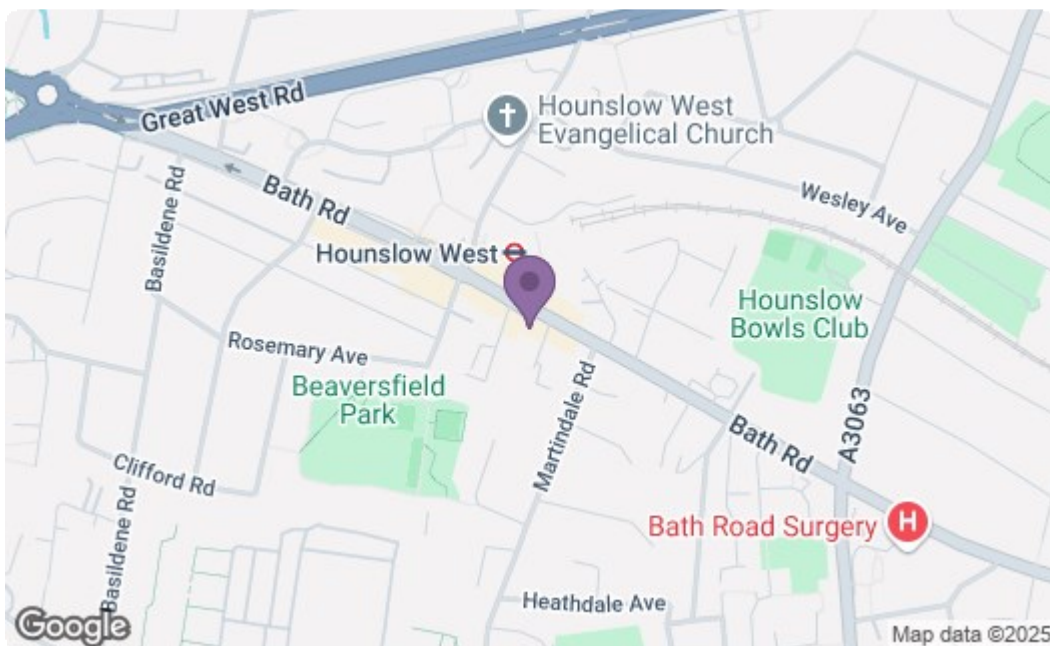 Great West Rd
Hounslow West
Evangelical Church
Bath Rd
Wesley Ave
Basildene Rd
Hounslow West
Hounslow
Bowls Club
Rosemary Ave
Beaversfield
Park
Martindale Rd
A3063
Bath Rd
Clifford Rd
Basildene Rd
Bath Road Surgery
H
Heathdale Ave
Google
Map data ©2025